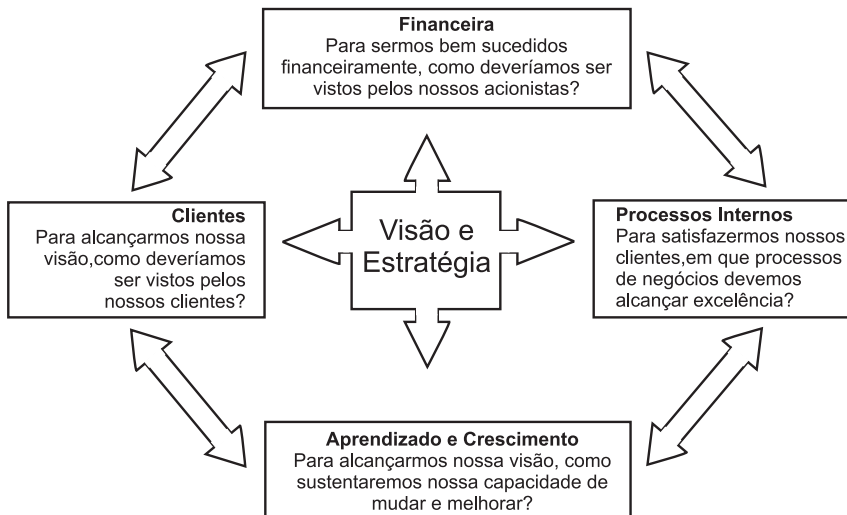 Financeira
Para sermos bem sucedidos
financeiramente, como deveríamos ser
vistos pelos nossos acionistas?
Clientes
Para alcançarmos nossa
visão,como deveríamos
ser vistos pelos
nossos clientes?
Visão e
Estratégia
Processos Internos
Para satisfazermos nossos
clientes,em que processos
de negócios devemos
alcançar excelência?
Aprendizado e Crescimento
Para alcançarmos nossa visão, como
sustentaremos nossa capacidade de
mudar e melhorar?